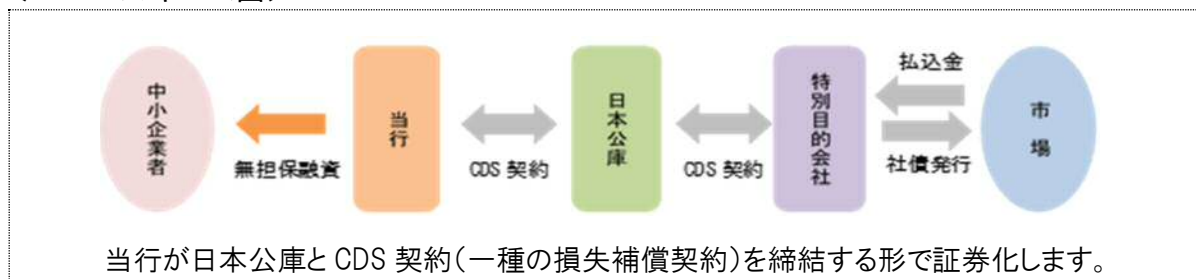 中小企業者
無担保融資
当行
CDS 契約
日本公庫
CDS 契約
特別目的会社
払込金
社債発行
市場
当行が日本公庫と CDS 契約(一種の損失補償契約)を締結する形で証券化します。